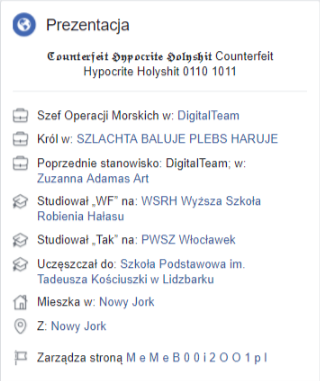 Prezentacja
𝕮𝖔𝖚𝖓𝖙𝖊𝖗𝖋𝖊𝖎𝖙 𝕳𝖞𝖕𝖔𝖈𝖗𝖎𝖙𝖊 𝕳𝖔𝖑𝖞𝖘𝖍𝖎𝖙 Counterfeit
Hypocrite Holyshit 0110 1011
Szef Operacji Morskich w: DigitalTeam
Król w: SZLACHTA BALUJE PLEBS HARUJE
Poprzednie stanowisko: DigitalTeam; w:
Zuzanna Adamas Art
Studiował „WF” na: WSRH Wyższa Szkoła
Robienia Hałasu
Studiował „Tak” na: PWSZ Włocławek
Uczęszczał do: Szkoła Podstawowa im.
Tadeusza Kościuszki w Lidzbarku
Mieszka w: Nowy Jork
Z: Nowy Jork
Zarządza stroną M e M e B 0 0 i 2 O O 1 p l